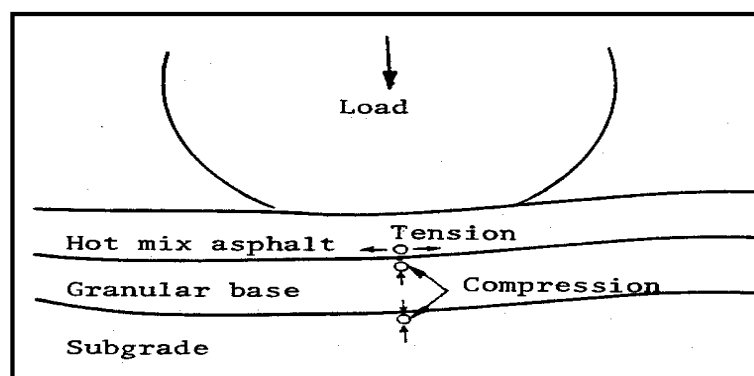 Load
Tension
Hot mix asphalt
Granular base
Compression
Subgrade